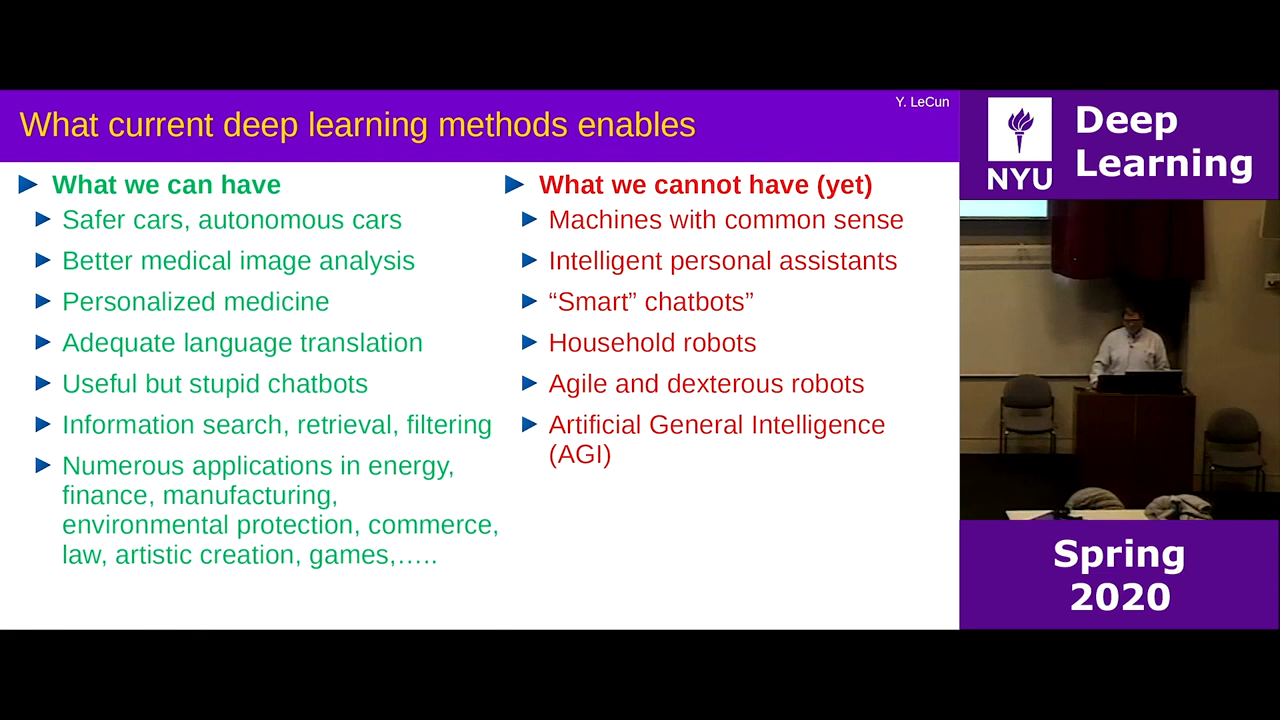 Y. LeCun
What current deep learning methods enables
What we can have
Safer cars, autonomous cars
Better medical image analysis
Personalized medicine
Adequate language translation
Useful but stupid chatbots
Information search, retrieval, filtering
Numerous applications in energy,
finance, manufacturing,
environmental protection, commerce,
law, artistic creation, games,…..
What we cannot have (yet)
Machines with common sense
Intelligent personal assistants
“Smart” chatbots”
Household robots
Agile and dexterous robots
Artificial General Intelligence
(AGI)
NYU
Deep
Learning
Spring
2020